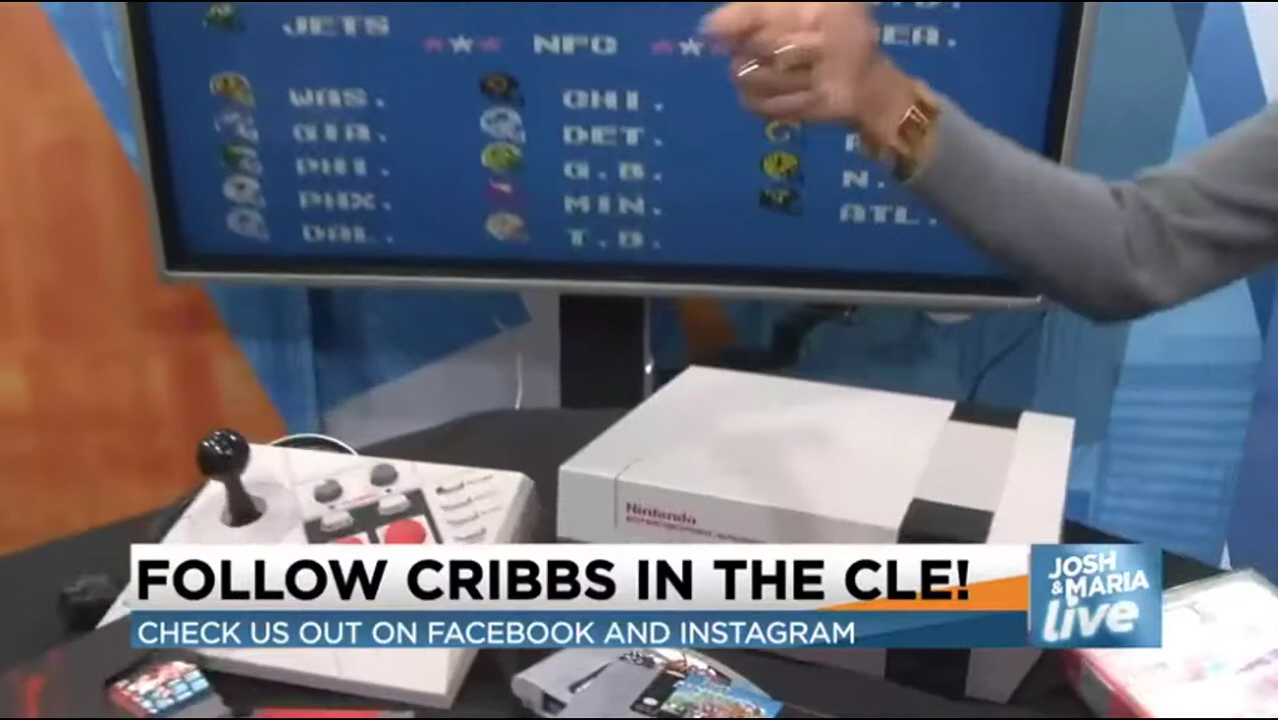 JETS
SEA.
NFC
WAS.
CHI.
GIA.
DET.
PHI.
G.B.
N.
PHX.
MIN.
ATL.
DAL.
T.B.
Nintendo
FOLLOW CRIBBS IN THE CLE!
CHECK US OUT ON FACEBOOK AND INSTAGRAM
JOSH
& MARIA
live